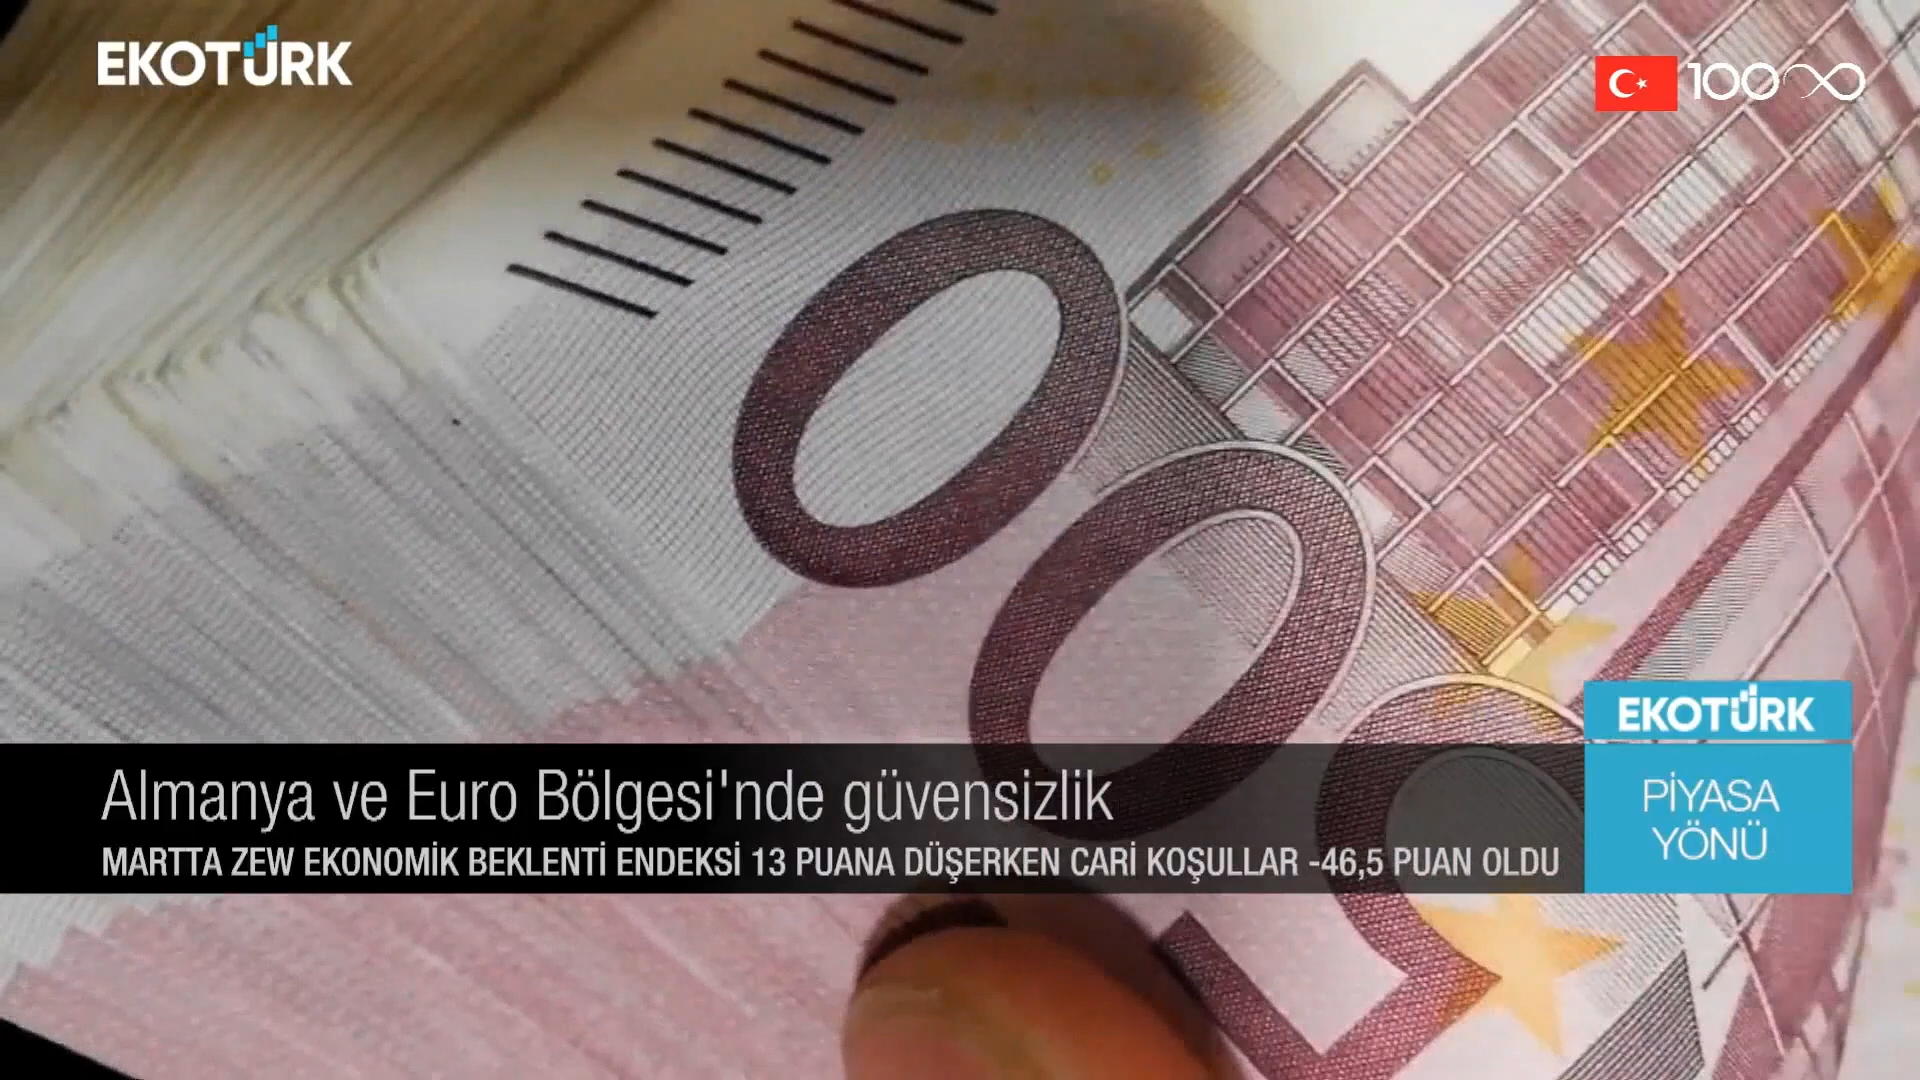 EKOTÜRK
100
500
EKOTÜRK
Almanya ve Euro Bölgesi'nde güvensizlik
MARTTA ZEW EKONOMİK BEKLENTİ ENDEKSİ 13 PUANA DÜŞERKEN CARİ KOŞULLAR -46,5 PUAN OLDU
PİYASA
YÖNÜ